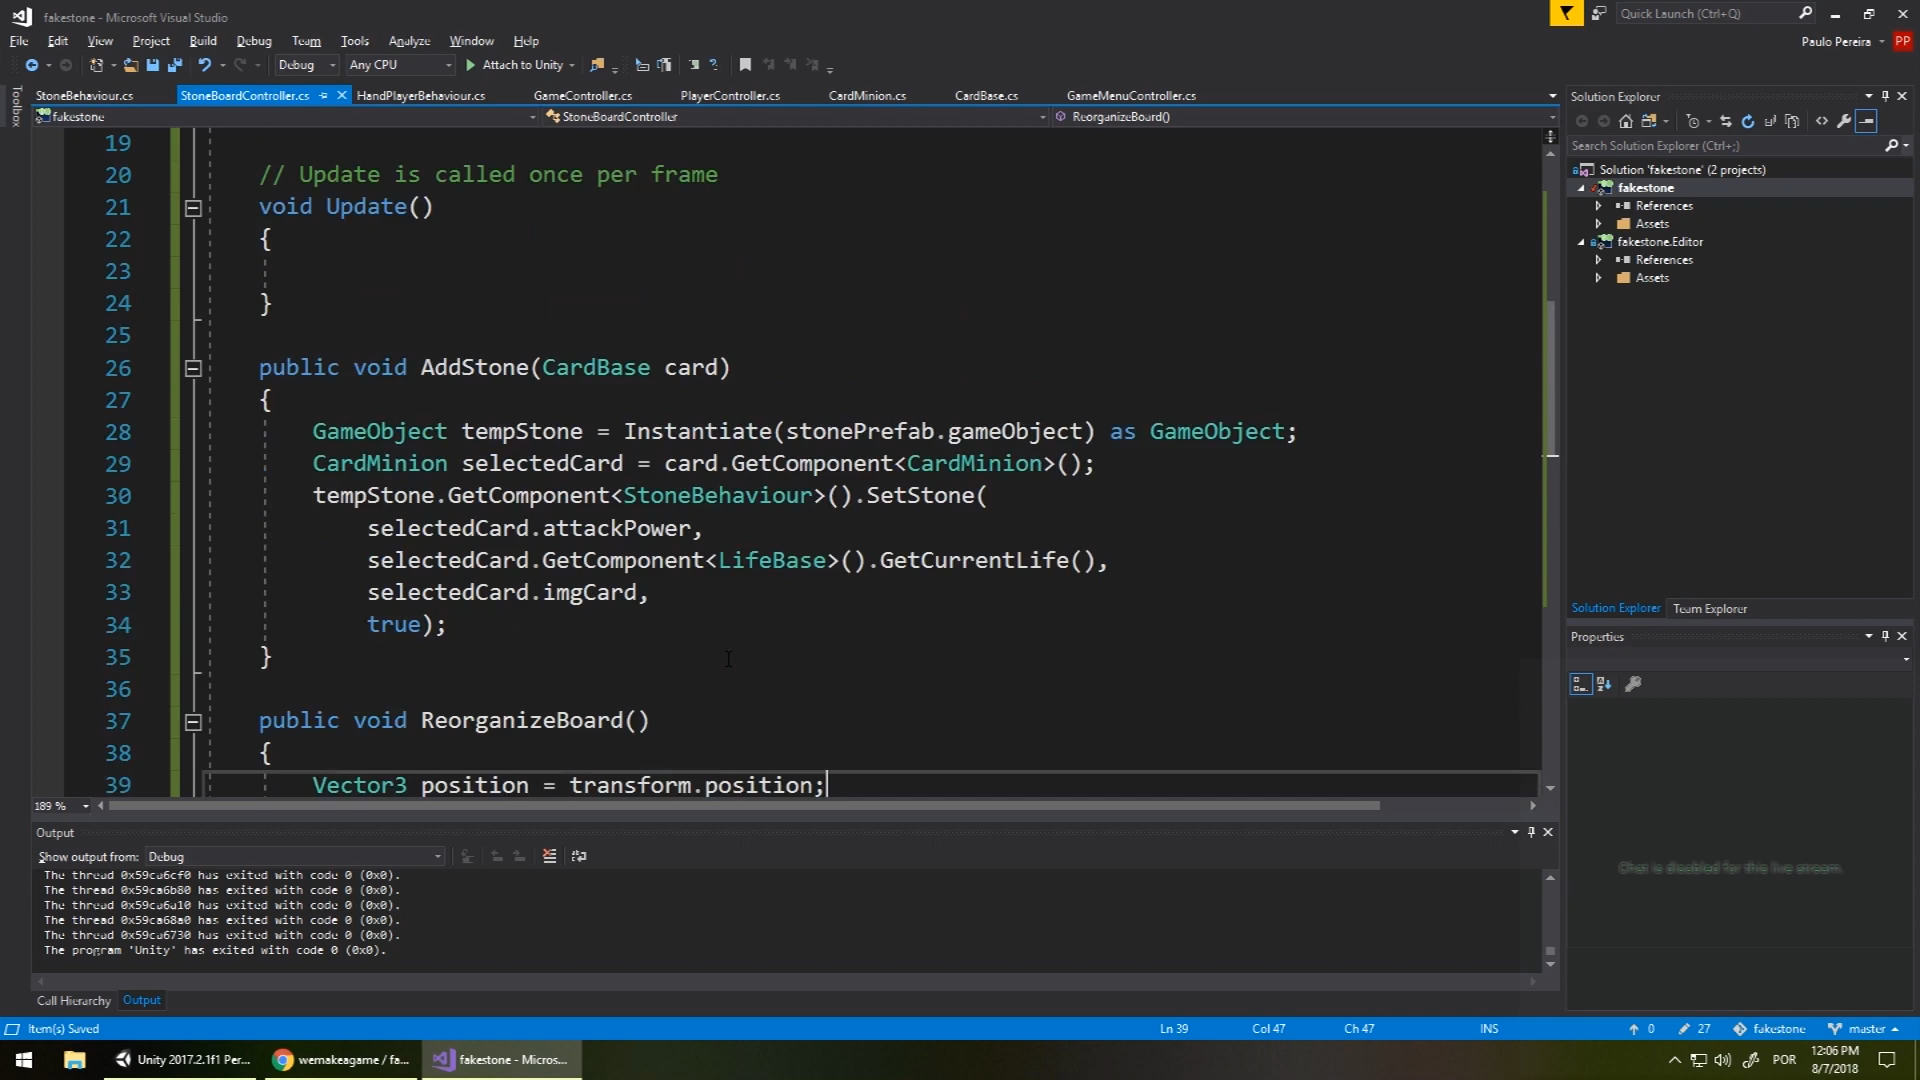 fakestone - Microsoft Visual Studio
Quick Launch (Ctrl+Q)
File Edit View Project Build Debug Team Tools Analyze Window Help
Paulo Pereira PP
Debug Any CPU Attach to Unity
Toolbox
StoneBehaviour.cs StoneBoardController.cs HandPlayerBehaviour.cs GameController.cs PlayerController.cs CardMinion.cs CardBase.cs GameMenuController.cs
fakestone StoneBoardController ReorganizeBoard()
19
20 // Update is called once per frame
21 void Update()
22 {
23
24 }
25
26 public void AddStone(CardBase card)
27 {
28 GameObject tempStone = Instantiate(stonePrefab.gameObject) as GameObject;
29 CardMinion selectedCard = card.GetComponent<CardMinion>();
30 tempStone.GetComponent<StoneBehaviour>().SetStone(
31 selectedCard.attackPower,
32 selectedCard.GetComponent<LifeBase>().GetCurrentLife(),
33 selectedCard.imgCard,
34 true);
35 }
36
37 public void ReorganizeBoard()
38 {
39 Vector3 position = transform.position;
189 %
Solution Explorer
Search Solution Explorer (Ctrl+;)
Solution 'fakestone' (2 projects)
fakestone
References
Assets
fakestone.Editor
References
Assets
Solution Explorer Team Explorer
Properties
Chat is disabled for this live stream.
Output
Show output from: Debug
The thread 0x59ca6cf0 has exited with code 0 (0x0).
The thread 0x59ca6b80 has exited with code 0 (0x0).
The thread 0x59ca6a10 has exited with code 0 (0x0).
The thread 0x59ca68a0 has exited with code 0 (0x0).
The thread 0x59ca6730 has exited with code 0 (0x0).
The program 'Unity' has exited with code 0 (0x0).
Call Hierarchy Output
Item(s) Saved Ln 39 Col 47 Ch 47 INS 0 27 fakestone master
Unity 2017.2.1f1 Per... wemakeagame / fa... fakestone - Micros... POR 12:06 PM
8/7/2018